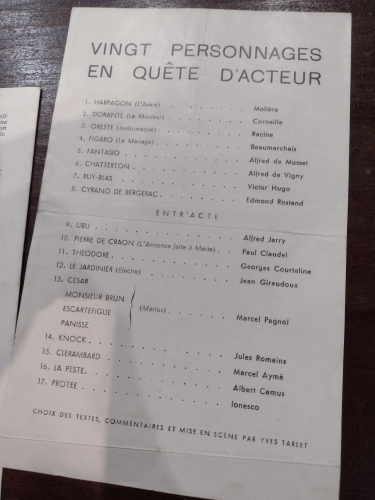 VINGT PERSONNAGES
EN QUÊTE D'ACTEUR
1. HARPAGON (L'Avare) . . . . . . . Molière
2. DORANTE (Le Menteur) . . . . . . Corneille
3. ORESTE (Andromaque) . . . . . . Racine
4. FIGARO (Le Mariage) . . . . . . Beaumarchais
5. FANTASIO . . . . . . . . Alfred de Musset
6. CHATTERTON . . . . . . . Alfred de Vigny
7. RUY-BLAS . . . . . . . . Victor Hugo
8. CYRANO DE BERGERAC . . . . . Edmond Rostand
ENTR'ACTE
9. UBU . . . . . . . . . Alfred Jarry
10. PIERRE DE CRAON (L'Annonce faite à Marie) . . Paul Claudel
11. THEODORE . . . . . . . . Georges Courteline
12. LE JARDINIER (Electre) . . . . . . Jean Giraudoux
13. CESAR
MONSIEUR BRUN
ESCARTEFIGUE (Marius) . . . . . Marcel Pagnol
PANISSE
14. KNOCK . . . . . . . . Jules Romains
15. CLERAMBARD . . . . . . . Marcel Aymé
16. LA PESTE . . . . . . . . Albert Camus
17. PROTEE . . . . . . . . Ionesco
CHOIX DES TEXTES, COMMENTAIRES ET MISE EN SCÈNE PAR YVES TARLET